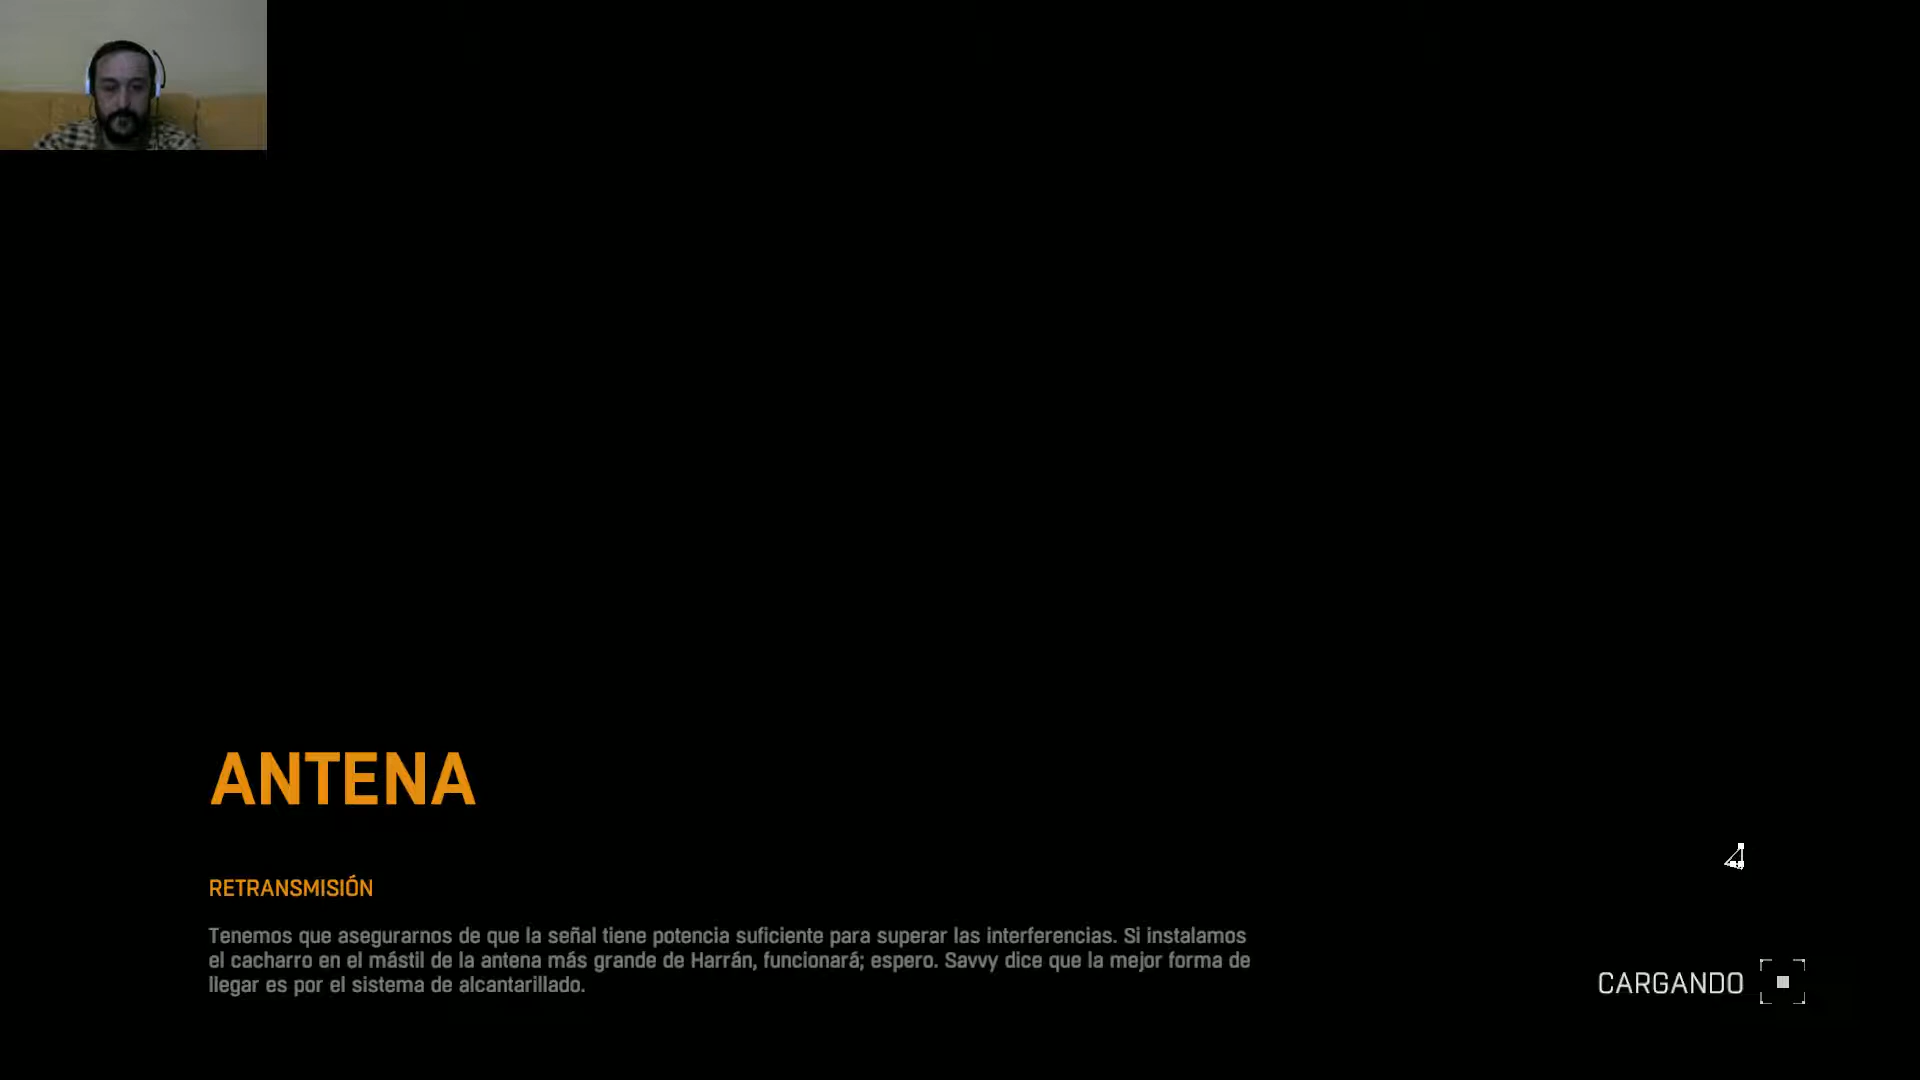 ANTENA
RETRANSMISIÓN
Tenemos que asegurarnos de que la señal tiene potencia suficiente para superar las interferencias. Si instalamos
el cacharro en el mástil de la antena más grande de Harrán, funcionará; espero. Savvy dice que la mejor forma de
llegar es por el sistema de alcantarillado.
CARGANDO